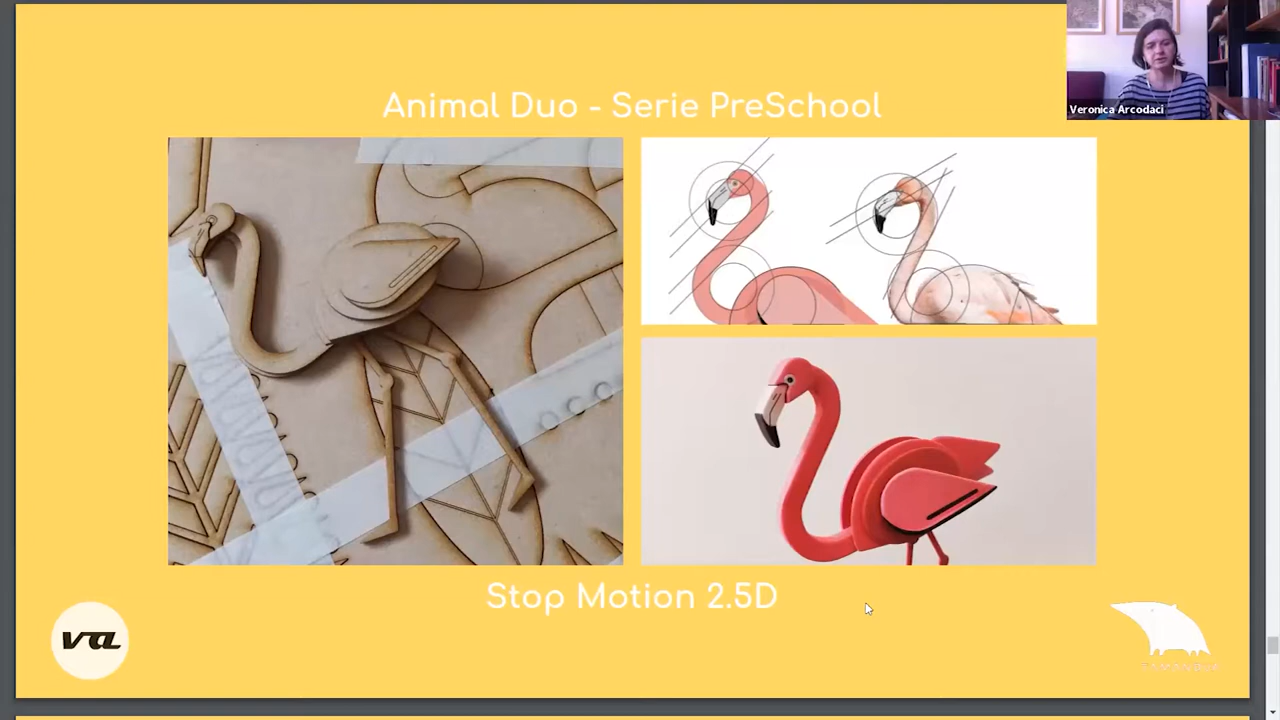 Animal Duo - Serie PreSchool
Veronica Arcodaci
Stop Motion 2.5D
va